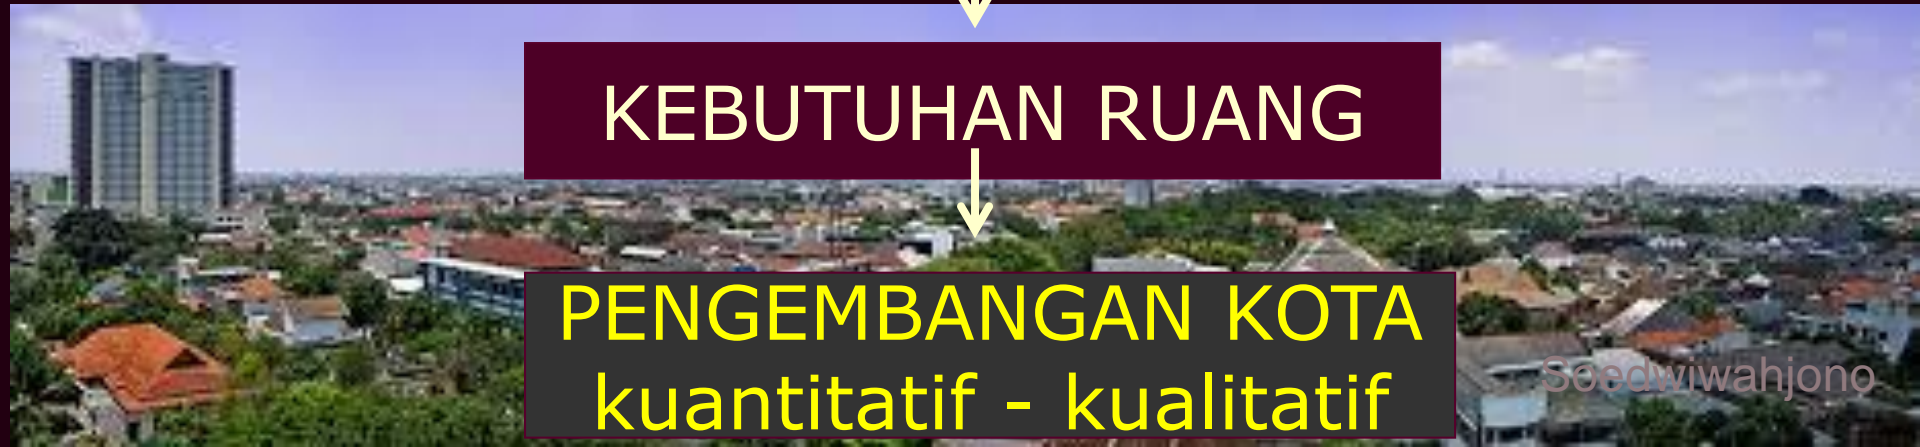 KEBUTUHAN RUANG
PENGEMBANGAN KOTA
kuantitatif - kualitatif
Soedwiwahjono